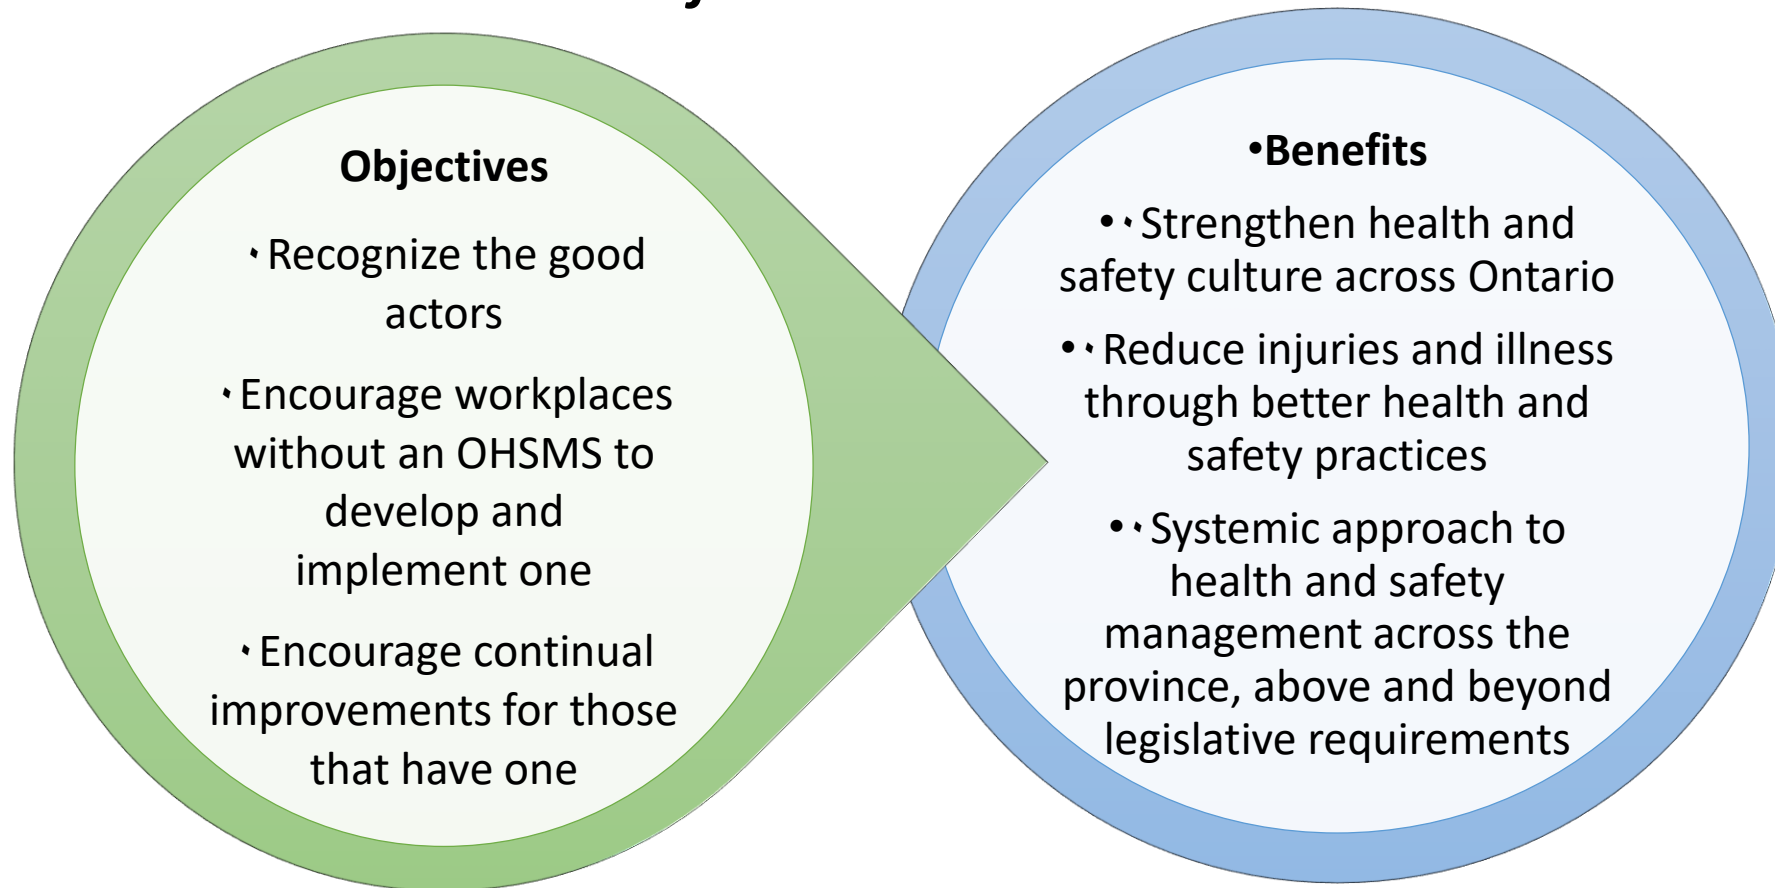 Objectives
· Recognize the good
actors
· Encourage workplaces
without an OHSMS to
develop and
implement one
· Encourage continual
improvements for those
that have one
•Benefits
• · Strengthen health and
safety culture across Ontario
• · Reduce injuries and illness
through better health and
safety practices
• · Systemic approach to
health and safety
management across the
province, above and beyond
legislative requirements